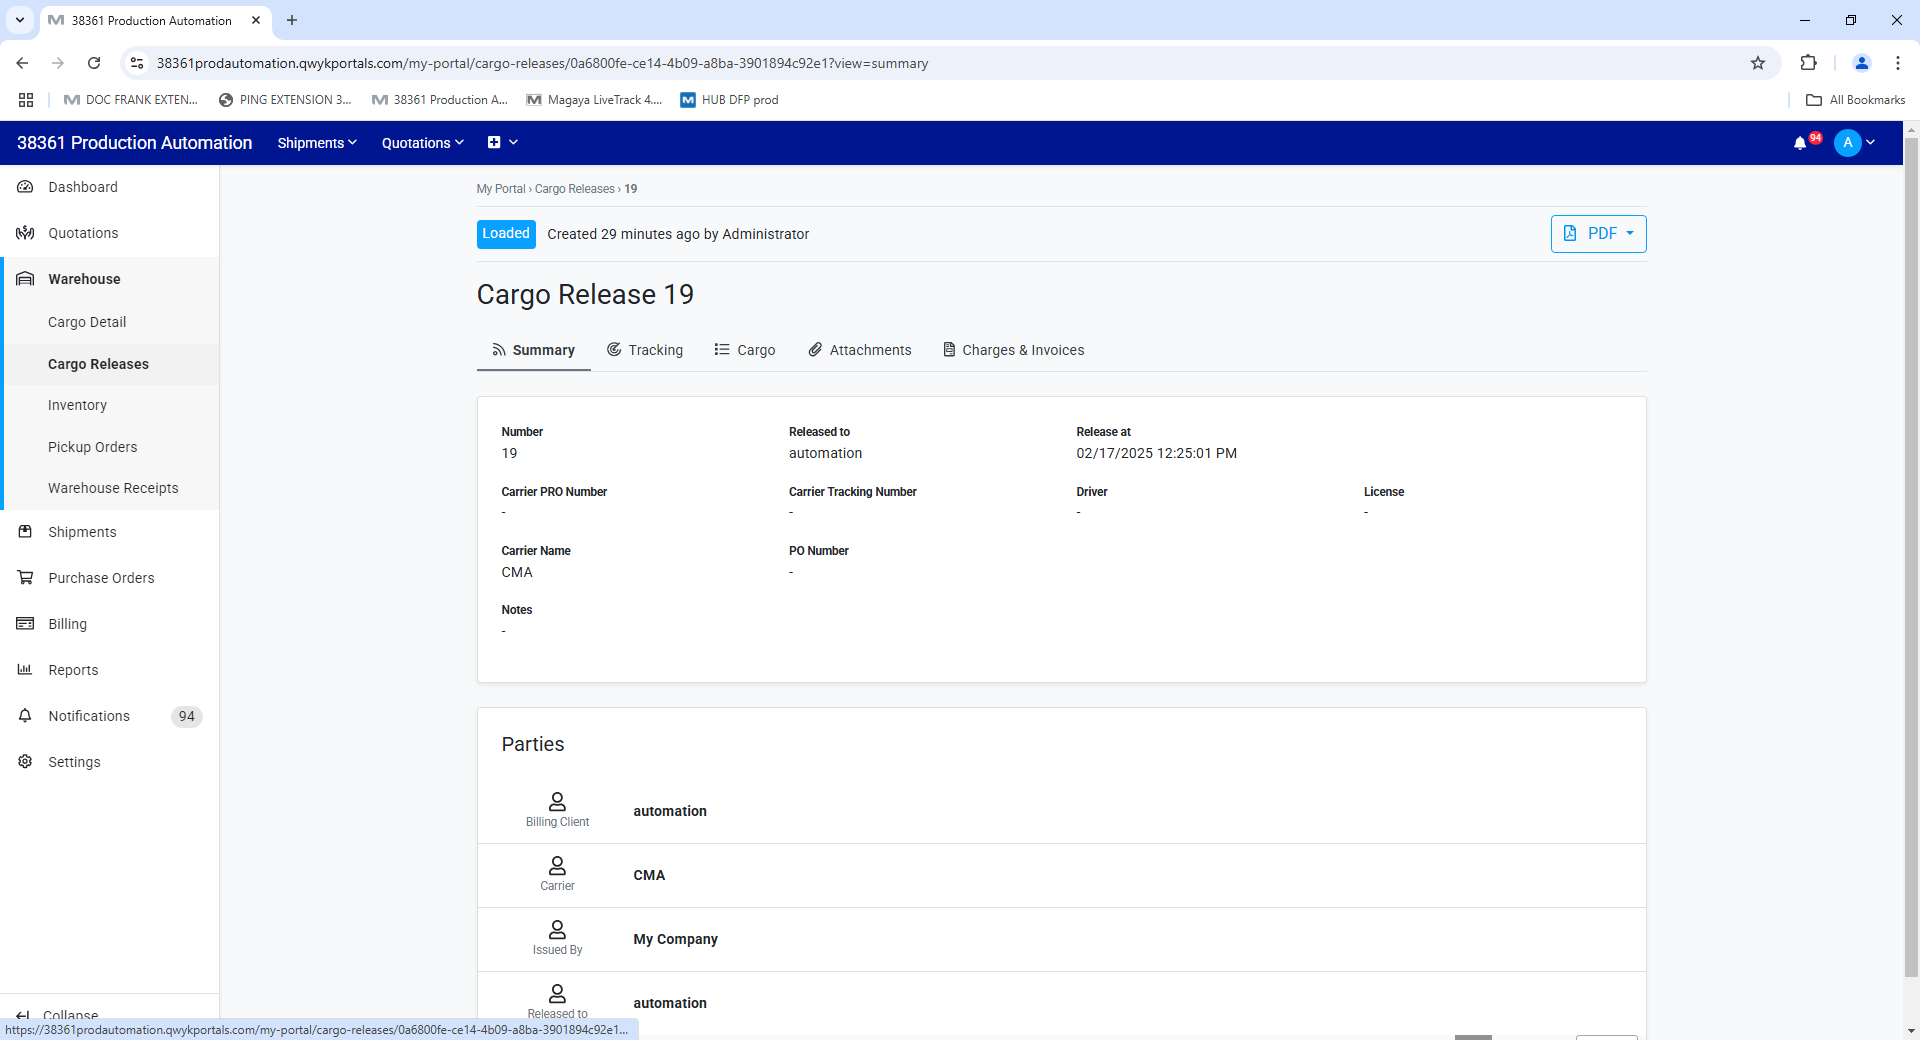 38361 Production Automation
38361prodautomation.qwykportals.com/my-portal/cargo-releases/0a6800fe-ce14-4b09-a8ba-3901894c92e1?view=summary
DOC FRANK EXTEN...
PING EXTENSION 3...
38361 Production A...
Magaya LiveTrack 4....
HUB DFP prod
All Bookmarks
38361 Production Automation
Shipments
Quotations
94
A
Dashboard
Quotations
Warehouse
Cargo Detail
Cargo Releases
Inventory
Pickup Orders
Warehouse Receipts
Shipments
Purchase Orders
Billing
Reports
Notifications 94
Settings
Collapse
My Portal › Cargo Releases › 19
Loaded Created 29 minutes ago by Administrator
PDF
Cargo Release 19
Summary
Tracking
Cargo
Attachments
Charges & Invoices
Number
19
Released to
automation
Release at
02/17/2025 12:25:01 PM
Carrier PRO Number
-
Carrier Tracking Number
-
Driver
-
License
-
Carrier Name
CMA
PO Number
-
Notes
-
Parties
Billing Client
automation
Carrier
CMA
Issued By
My Company
Released to
automation
https://38361prodautomation.qwykportals.com/my-portal/cargo-releases/0a6800fe-ce14-4b09-a8ba-3901894c92e1...